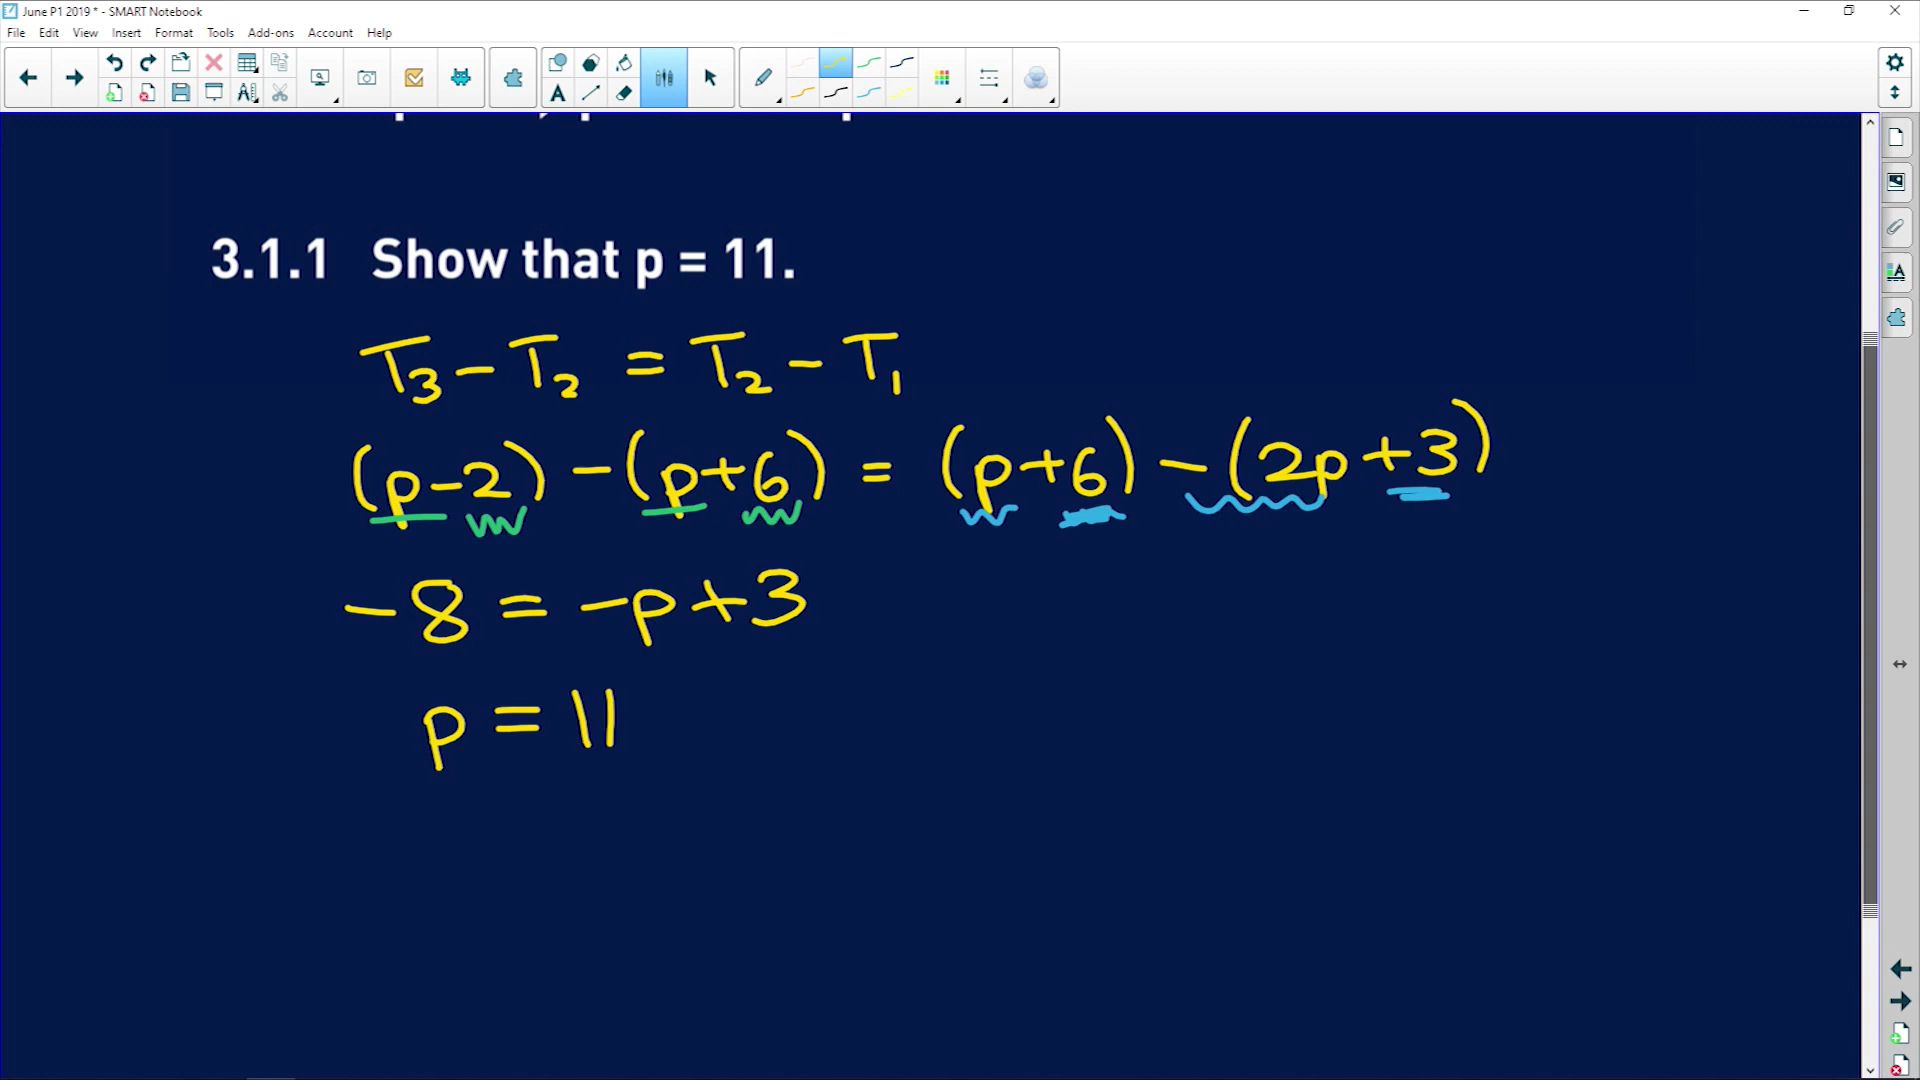 June P1 2019 * - SMART Notebook
File Edit View Insert Format Tools Add-ons Account Help
3.1.1 Show that p = 11.
T₃ - T₂ = T₂ - T₁
(p-2) - (p+6) = (p+6) - (2p+3)
-8 = -p+3
p = 11